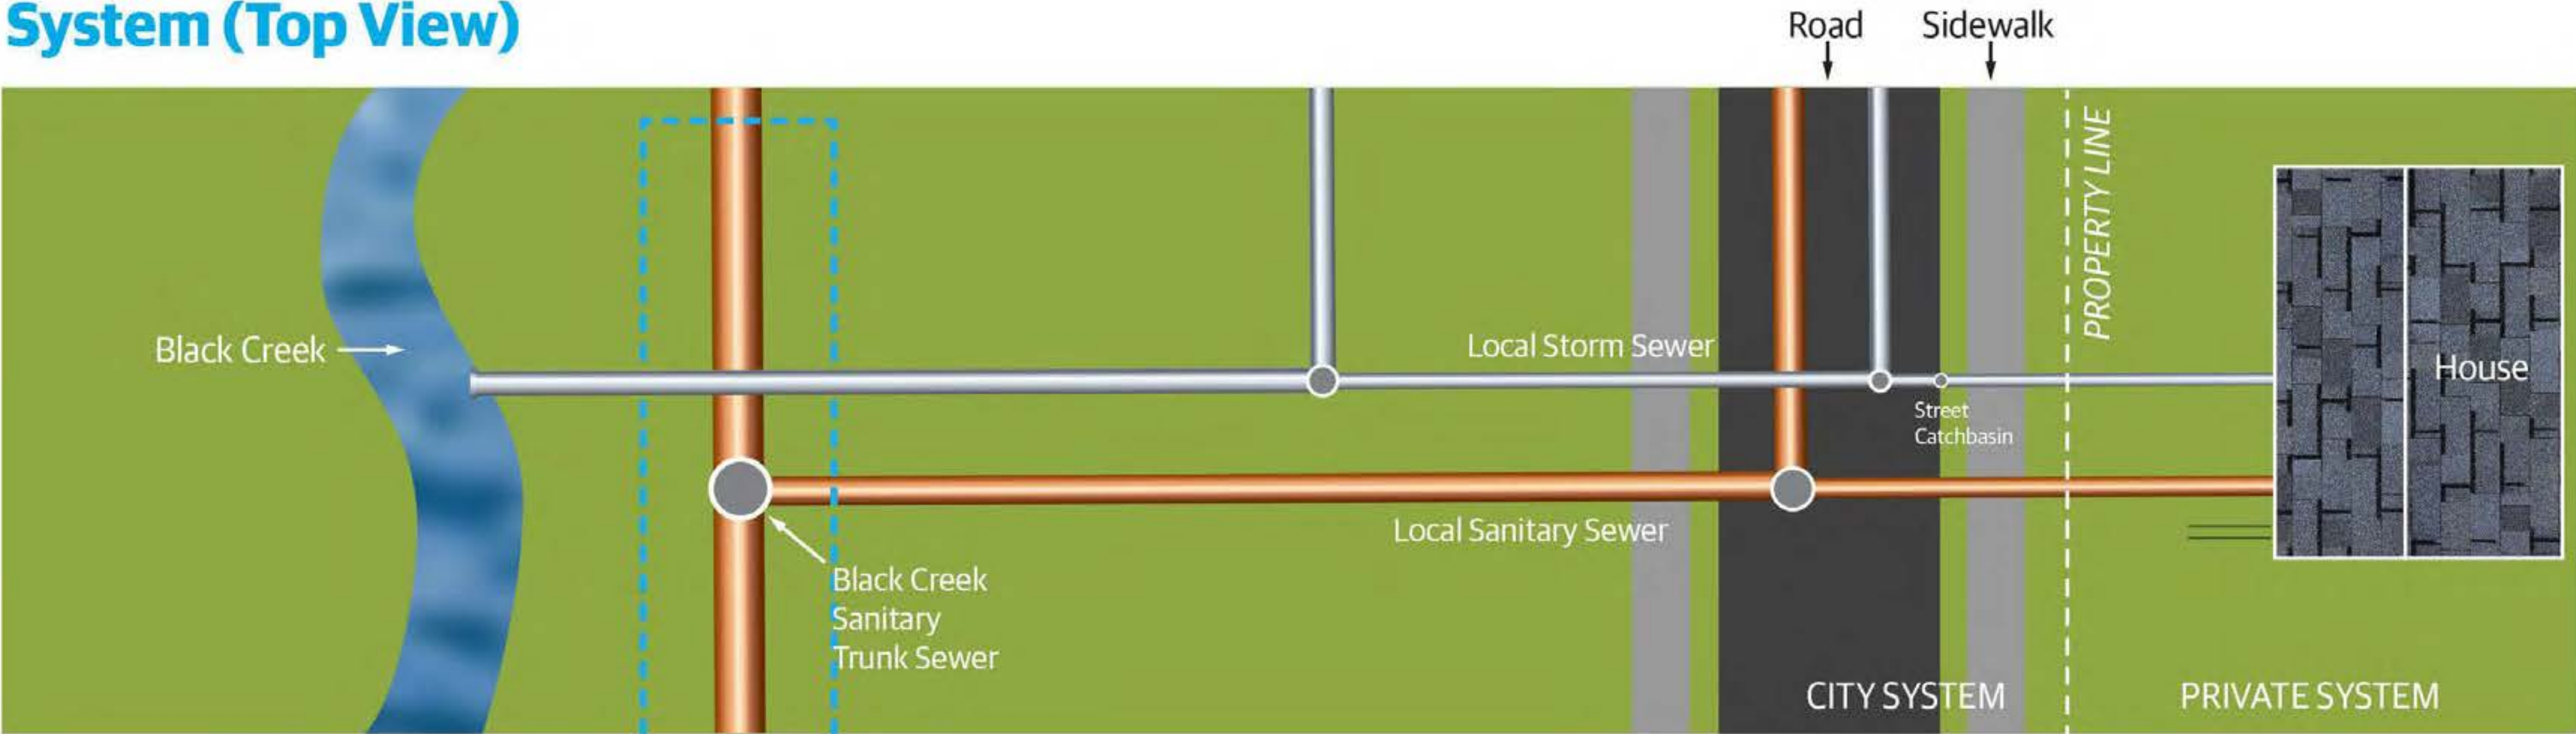 System (Top View)
Road
Sidewalk
PROPERTY LINE
Black Creek
Local Storm Sewer
House
Street
Catchbasin
Local Sanitary Sewer
Black Creek
Sanitary
Trunk Sewer
CITY SYSTEM
PRIVATE SYSTEM